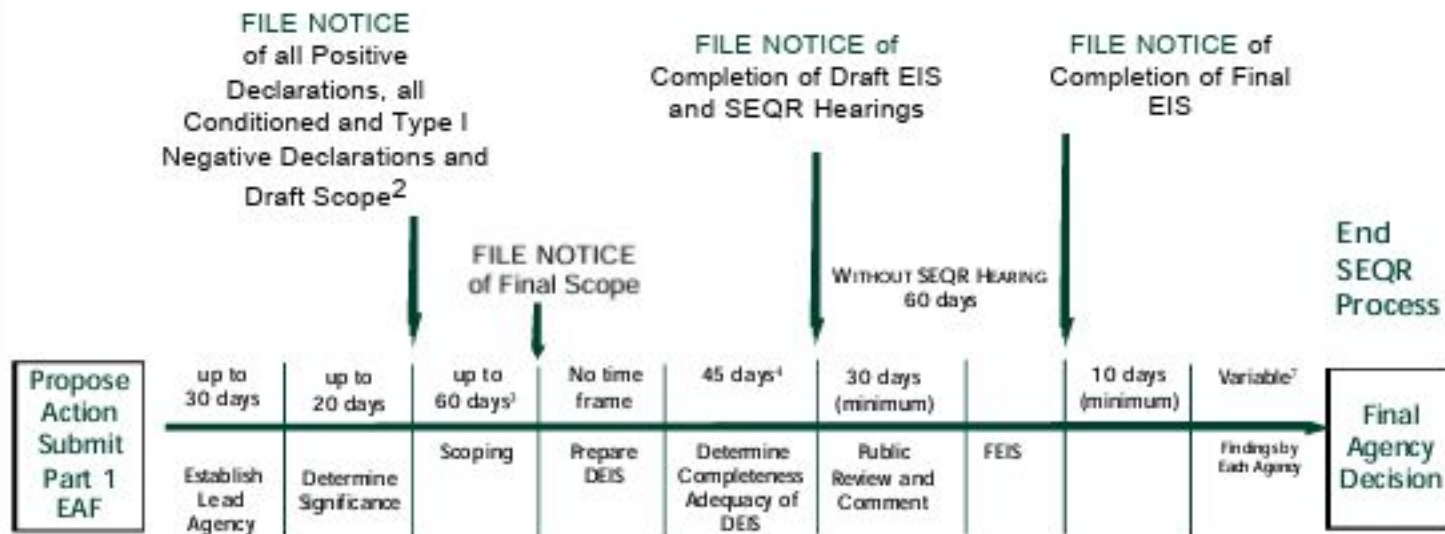 FILE NOTICE
of all Positive
Declarations, all
Conditioned and Type I
Negative Declarations and
Draft Scope2
FILE NOTICE
of Final Scope
FILE NOTICE of
Completion of Draft EIS
and SEQR Hearings
FILE NOTICE of
Completion of Final
EIS
WITHOUT SEQR HEARING
60 days
End
SEQR
Process
Propose
Action
Submit
Part 1
EAF
up to
30 days
up to
20 days
up to
60 days3
No time
frame
45 days4
30 days
(minimum)
10 days
(minimum)
Variable7
Establish
Lead
Agency
Determine
Significance
Scoping
Prepare
DEIS
Determine
Completeness
Adequacy of
DEIS
Public
Review and
Comment
FEIS
Findings by
Each Agency
Final
Agency
Decision